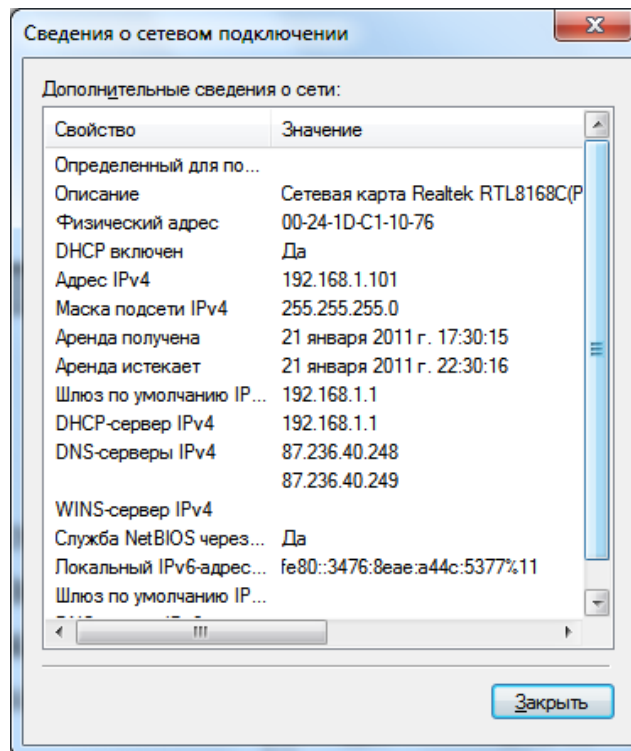 Сведения о сетевом подключении
Дополнительные сведения о сети:
Свойство Значение
Определенный для по...
Описание Сетевая карта Realtek RTL8168C(P
Физический адрес 00-24-1D-C1-10-76
DHCP включен Да
Адрес IPv4 192.168.1.101
Маска подсети IPv4 255.255.255.0
Аренда получена 21 января 2011 г. 17:30:15
Аренда истекает 21 января 2011 г. 22:30:16
Шлюз по умолчанию IP... 192.168.1.1
DHCP-сервер IPv4 192.168.1.1
DNS-серверы IPv4 87.236.40.248
87.236.40.249
WINS-сервер IPv4
Служба NetBIOS через... Да
Локальный IPv6-адрес... fe80::3476:8eae:a44c:5377%11
Шлюз по умолчанию IP...
Закрыть